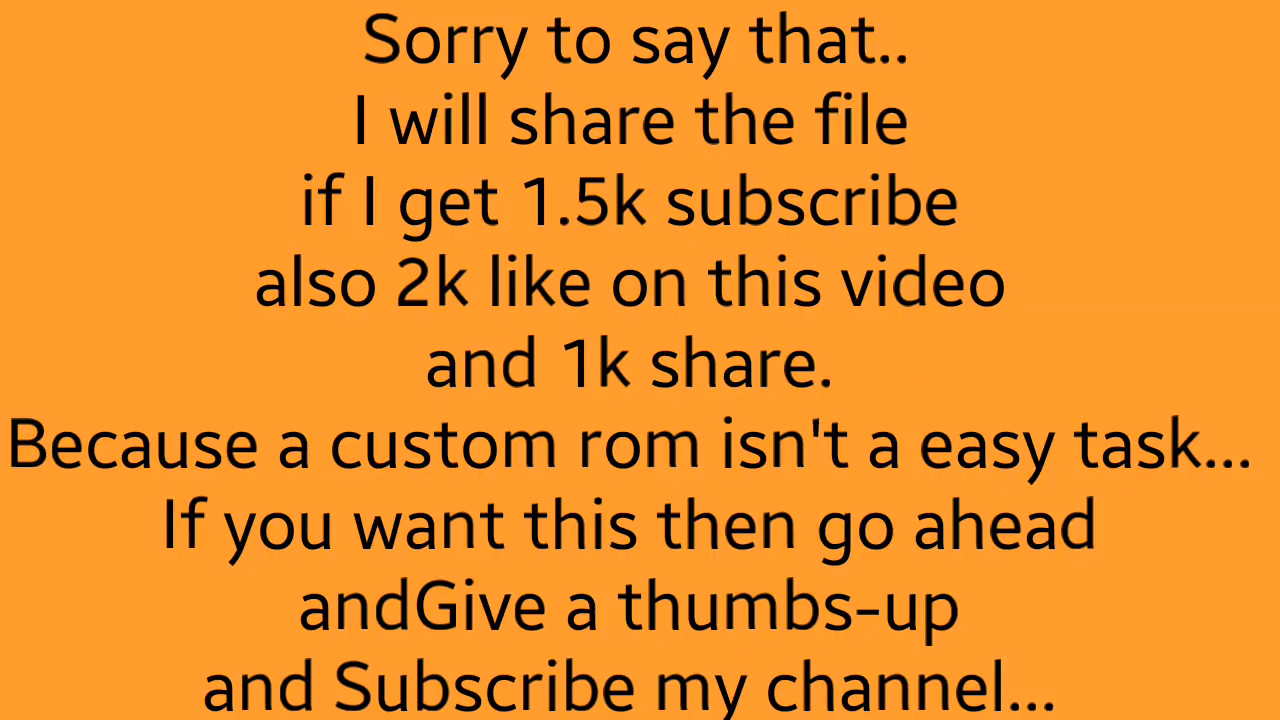 Sorry to say that..
I will share the file
if I get 1.5k subscribe
also 2k like on this video
and 1k share.
Because a custom rom isn't a easy task...
If you want this then go ahead
andGive a thumbs-up
and Subscribe my channel...